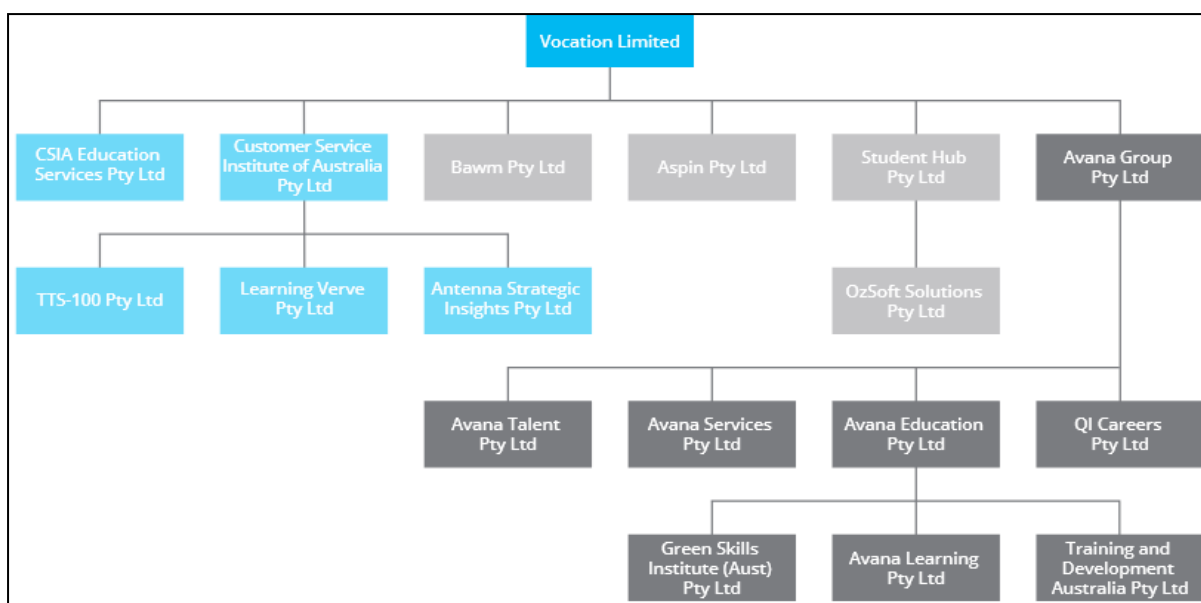 Vocation Limited
CSIA Education
Services Pty Ltd
Customer Service
Institute of Australia
Pty Ltd
Bawm Pty Ltd
Aspin Pty Ltd
Student Hub
Pty Ltd
Avana Group
Pty Ltd
TTS-100 Pty Ltd
Learning Verve
Pty Ltd
Antenna Strategic
Insights Pty Ltd
OzSoft Solutions
Pty Ltd
Avana Talent
Pty Ltd
Avana Services
Pty Ltd
Avana Education
Pty Ltd
QI Careers
Pty Ltd
Green Skills
Institute (Aust)
Pty Ltd
Avana Learning
Pty Ltd
Training and
Development
Australia Pty Ltd